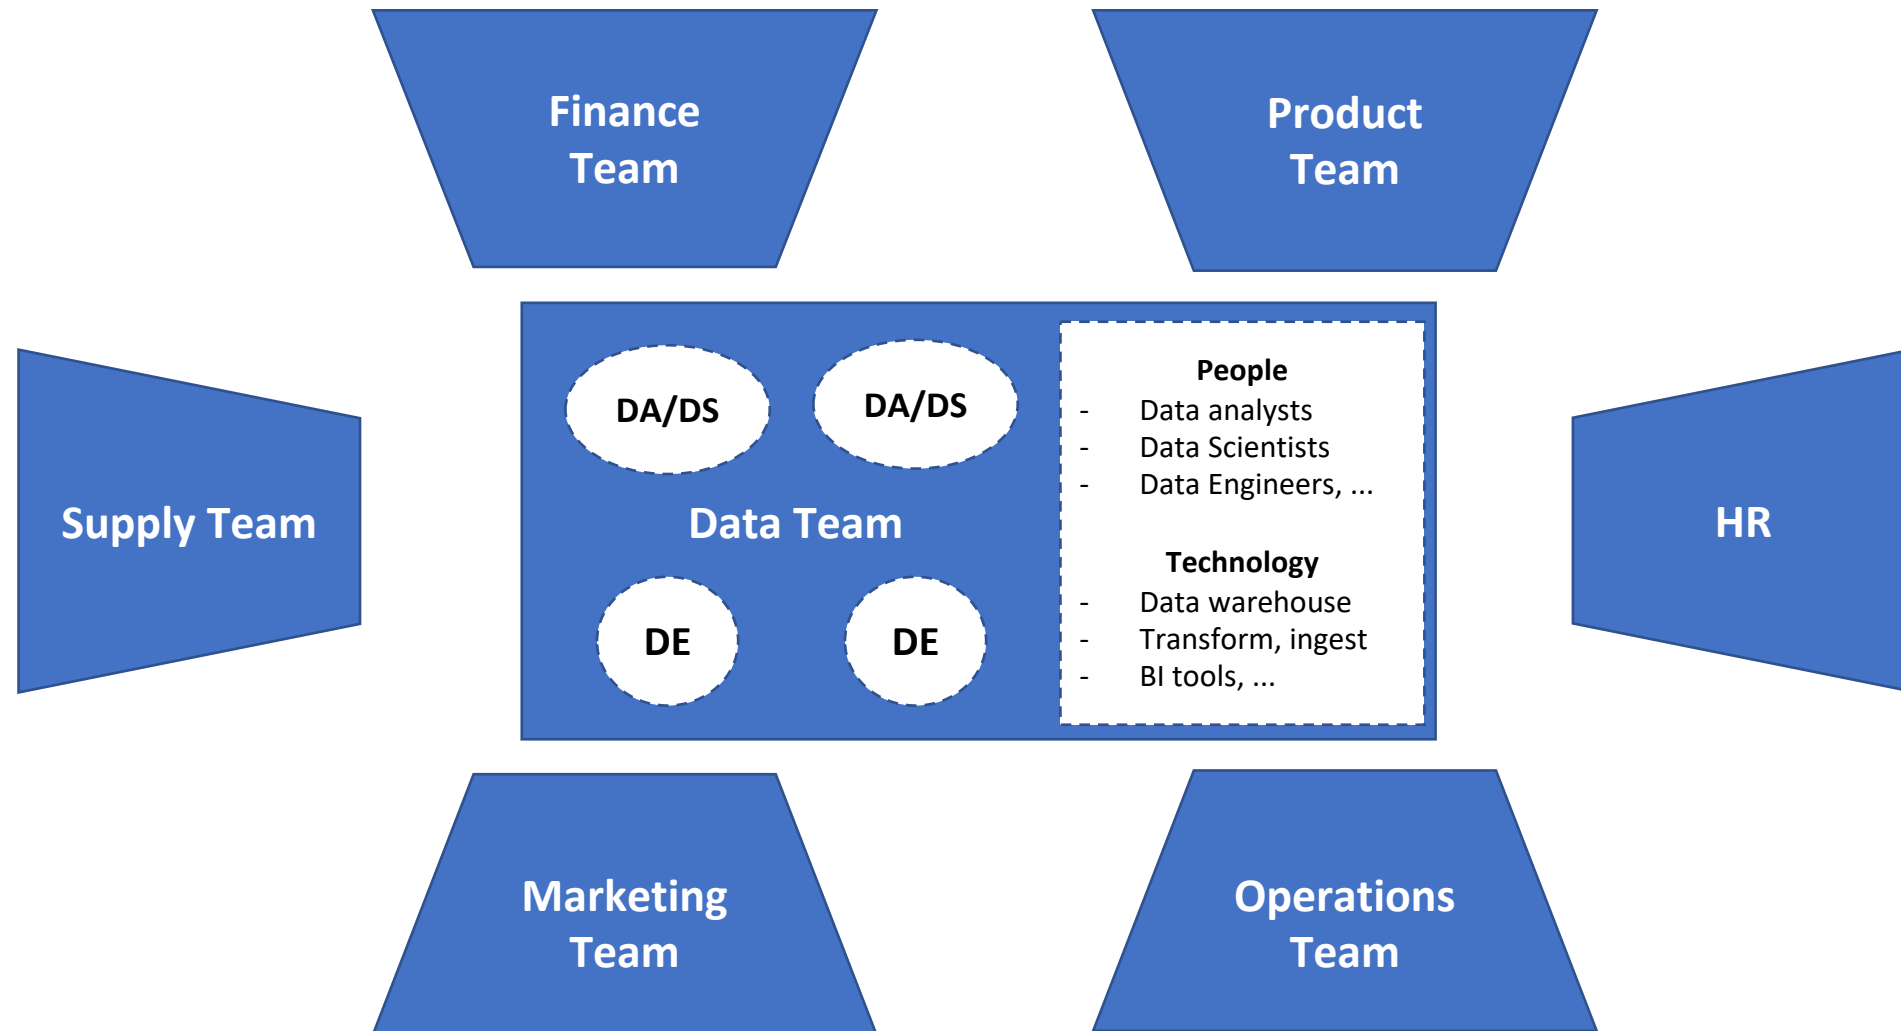 Finance
Team
Product
Team
Supply Team
DA/DS
DA/DS
Data Team
DE
DE
People
- Data analysts
- Data Scientists
- Data Engineers, ...
Technology
- Data warehouse
- Transform, ingest
- BI tools, ...
HR
Marketing
Team
Operations
Team